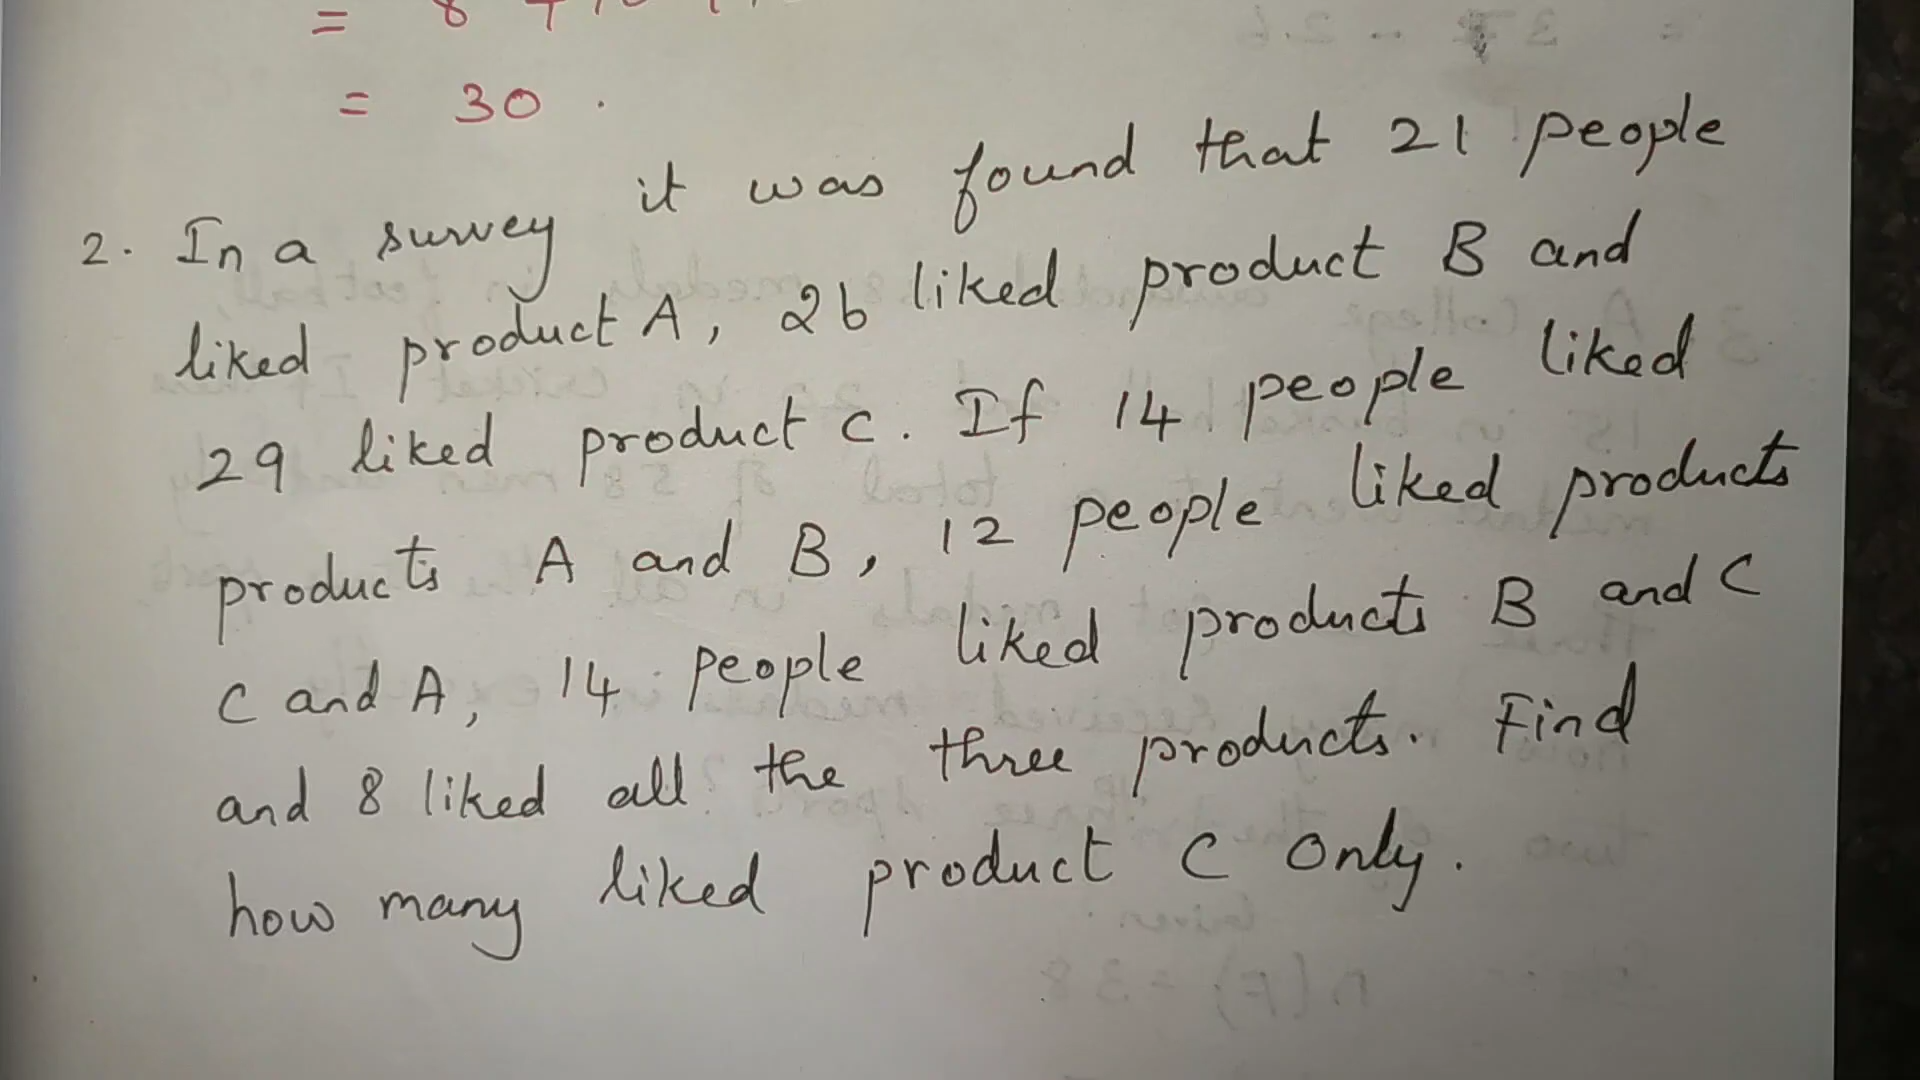 =
= 30 .
2. In a survey it was found that 21 people
liked product A, 26 liked product B and
29 liked product C. If 14 people liked
products A and B, 12 people liked products
C and A, 14 people liked products B and C
and 8 liked all the three products. Find
how many liked product C only.